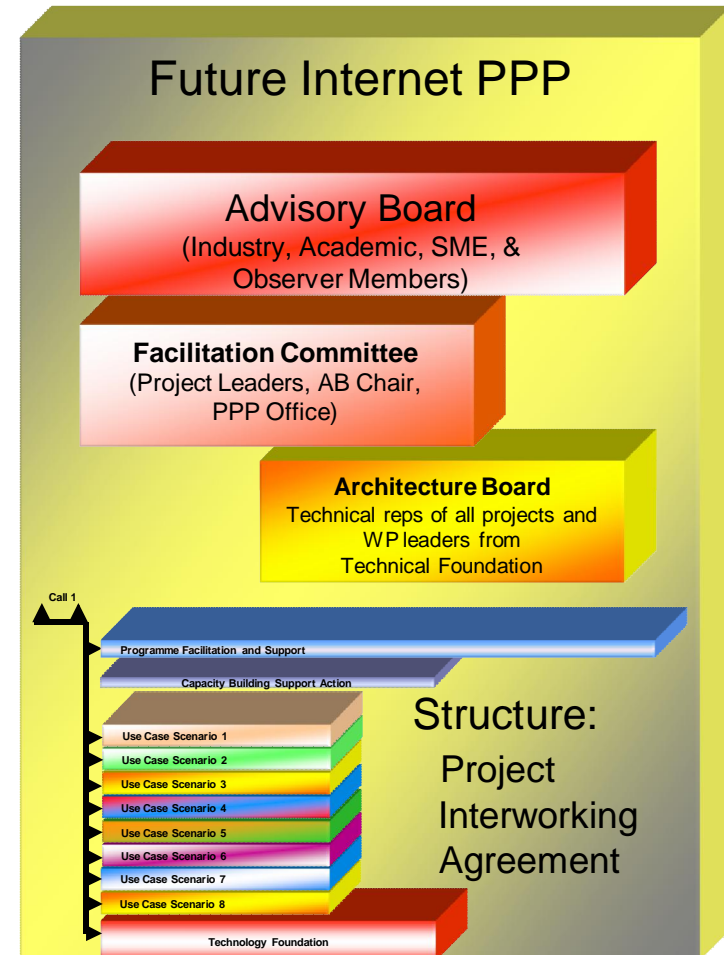 Future Internet PPP
Advisory Board
(Industry, Academic, SME, &
Observer Members)
Facilitation Committee
(Project Leaders, AB Chair,
PPP Office)
Architecture Board
Technical reps of all projects and
WP leaders from
Technical Foundation
Call 1
Programme Facilitation and Support
Capacity Building Support Action
Use Case Scenario 1
Use Case Scenario 2
Use Case Scenario 3
Use Case Scenario 4
Use Case Scenario 5
Use Case Scenario 6
Use Case Scenario 7
Use Case Scenario 8
Technology Foundation
Structure:
Project
Interworking
Agreement